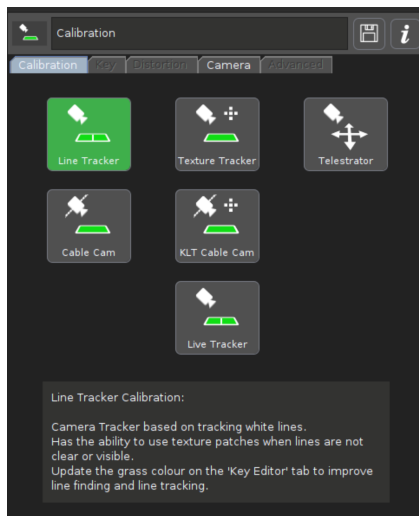 Calibration
Calibration Key Distortion Camera Advanced
Line Tracker Texture Tracker Telestrator
Cable Cam KLT Cable Cam
Live Tracker
Line Tracker Calibration:
Camera Tracker based on tracking white lines.
Has the ability to use texture patches when lines are not
clear or visible.
Update the grass colour on the 'Key Editor' tab to improve
line finding and line tracking.